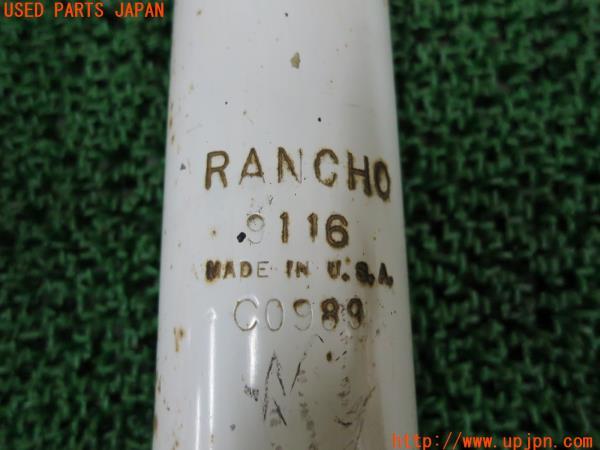 USED PARTS JAPAN
RANCHO
9116
MADE IN U.S.A.
C0989
http://www.upjpn.com/